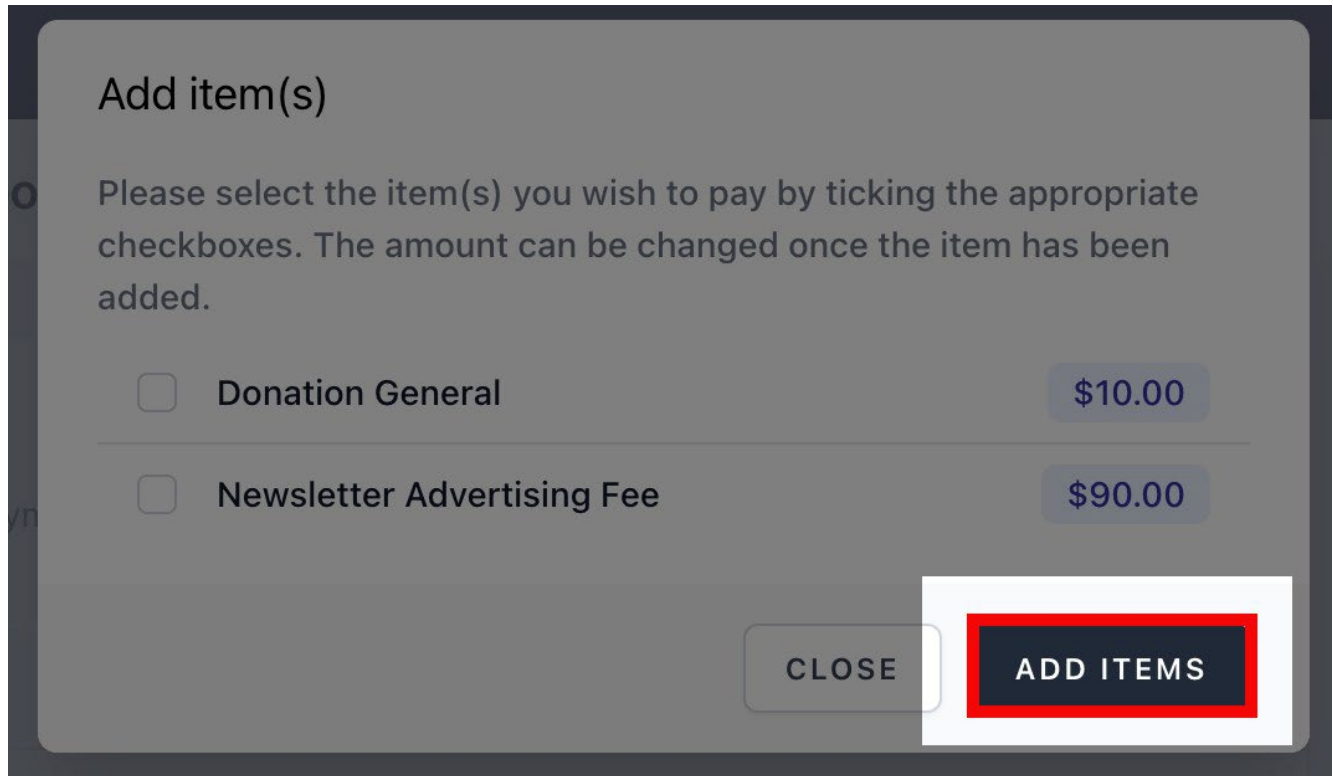 Add item(s)
Please select the item(s) you wish to pay by ticking the appropriate
checkboxes. The amount can be changed once the item has been
added.
Donation General $10.00
Newsletter Advertising Fee $90.00
CLOSE ADD ITEMS